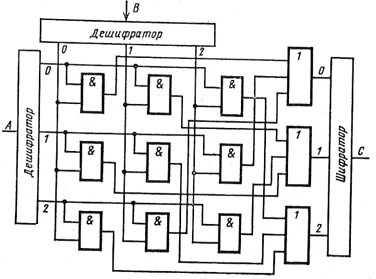 B
Дешифратор
0 1 2
0 1 0
& & &
A Дешифратор Шифратор
1 1 1 C
& & &
2 1 2
& & &